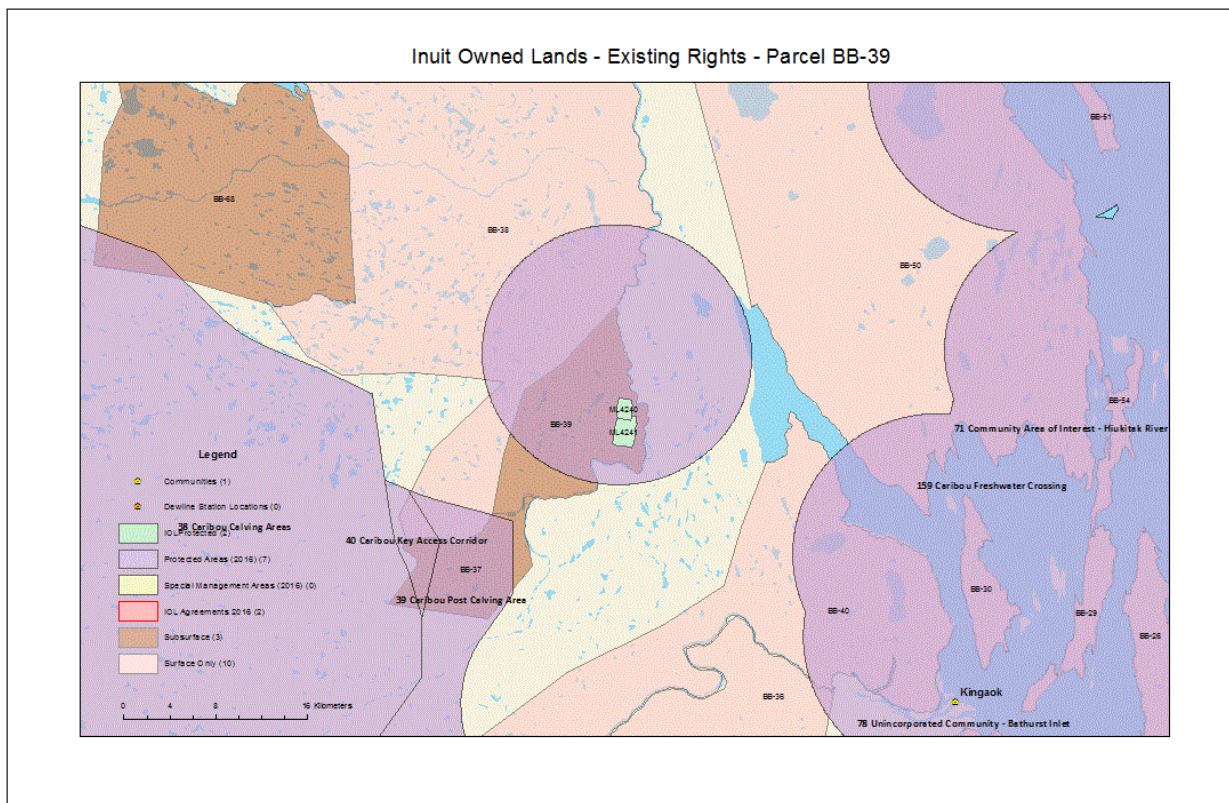 Inuit Owned Lands - Existing Rights - Parcel BB-39
BB-51
BB-68
BB-38
BB-50
ML4240
BB-54
BB-39
ML4241
71 Community Area of Interest - Hiukitak River
Legend
Communities (1)
159 Caribou Freshwater Crossing
Dewline Station Locations (0)
38 Caribou Calving Areas
IOLProtected (2)
40 Caribou Key Access Corridor
Protected Areas (2016) (7)
BB-37
Special Management Areas (2016) (0)
39 Caribou Post Calving Area
BB-30
IOL Agreements 2016 (2)
BB-40
BB-29
Subsurface (3)
BB-26
Surface Only (10)
BB-36
Kingaok
0 4 8 16 Kilometers
78 Unincorporated Community - Bathurst Inlet